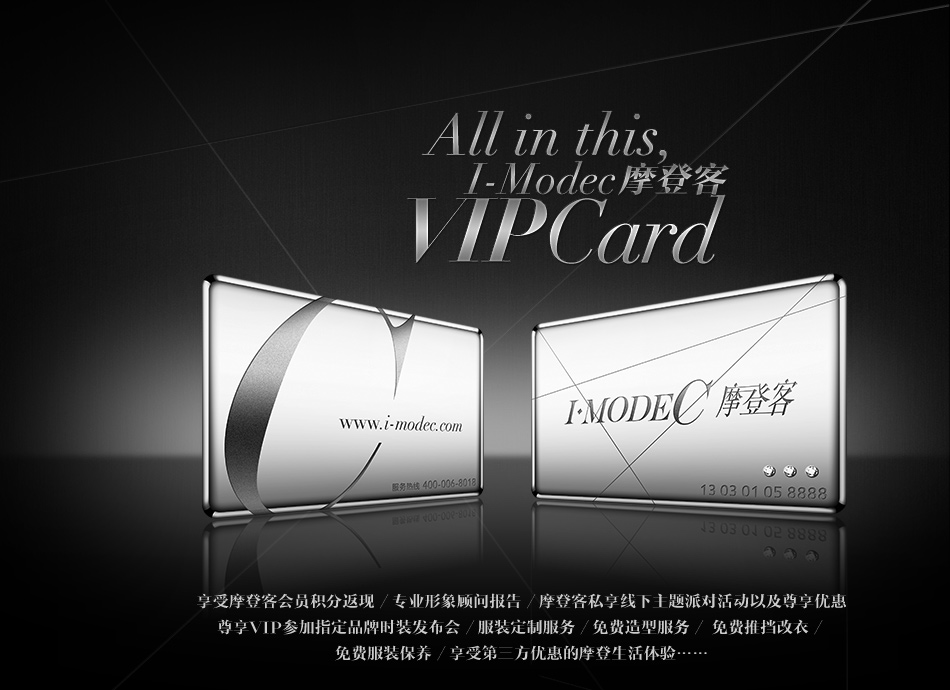 All in this,
I-Modec摩登客
VIPCard
www.i-modec.com
服务热线 400-006-8018
I·MODEC 摩登客
13 03 01 05 8888
享受摩登客会员积分返现 / 专业形象顾问报告 / 摩登客私享线下主题派对活动以及尊享优惠
尊享VIP参加指定品牌时装发布会 / 服装定制服务 / 免费造型服务 / 免费推挡改衣 /
免费服装保养 / 享受第三方优惠的摩登生活体验……